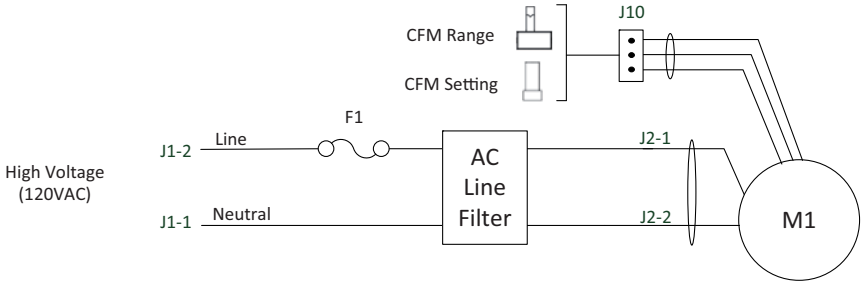 J10
CFM Range
CFM Setting
F1
J1-2 Line
AC
Line
Filter
J2-1
High Voltage
(120VAC)
J1-1 Neutral
J2-2
M1